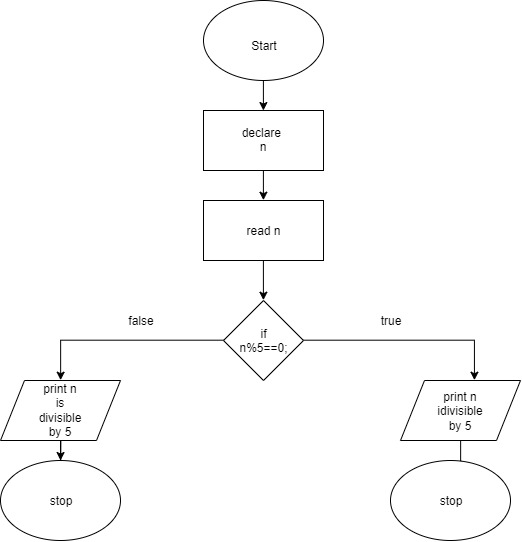 Start
declare
n
read n
if
n%5==0;
false
true
print n
is
divisible
by 5
print n
idivisible
by 5
stop
stop